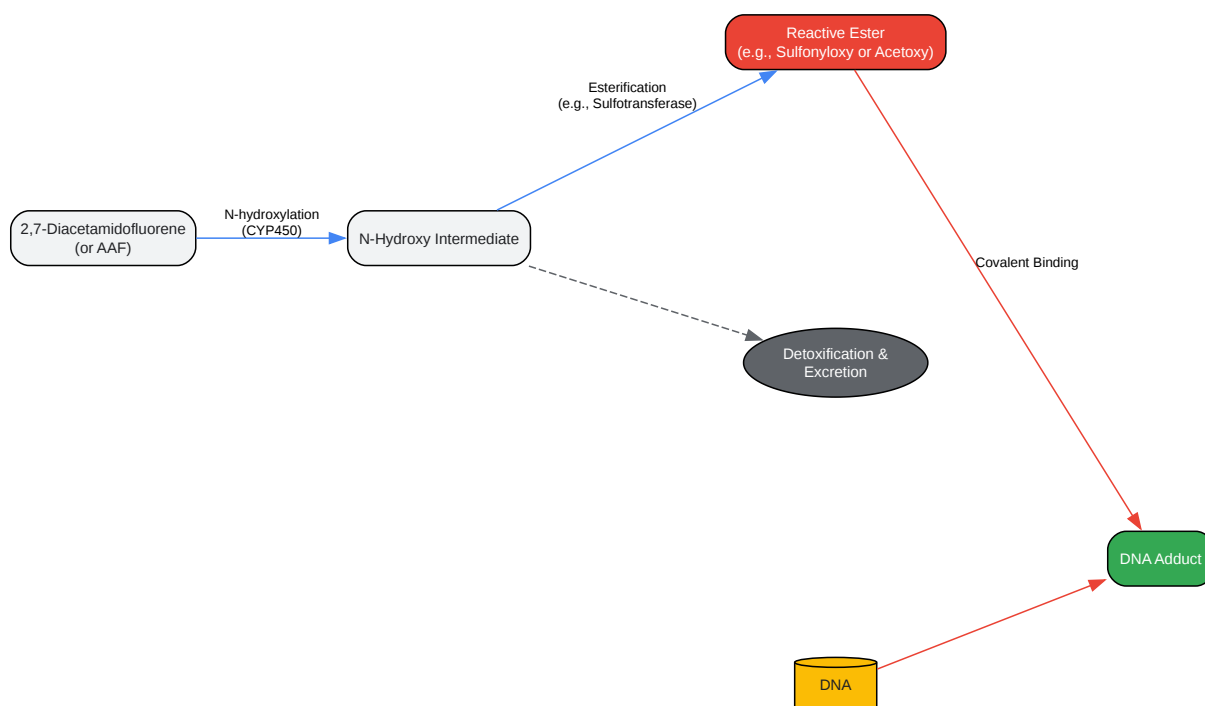 Reactive Ester
(e.g., Sulfonyloxy or Acetoxy)
Esterification
(e.g., Sulfotransferase)
N-hydroxylation
(CYP450)
2,7-Diacetamidofluorene
(or AAF)
N-Hydroxy Intermediate
Covalent Binding
Detoxification &
Excretion
DNA Adduct
DNA